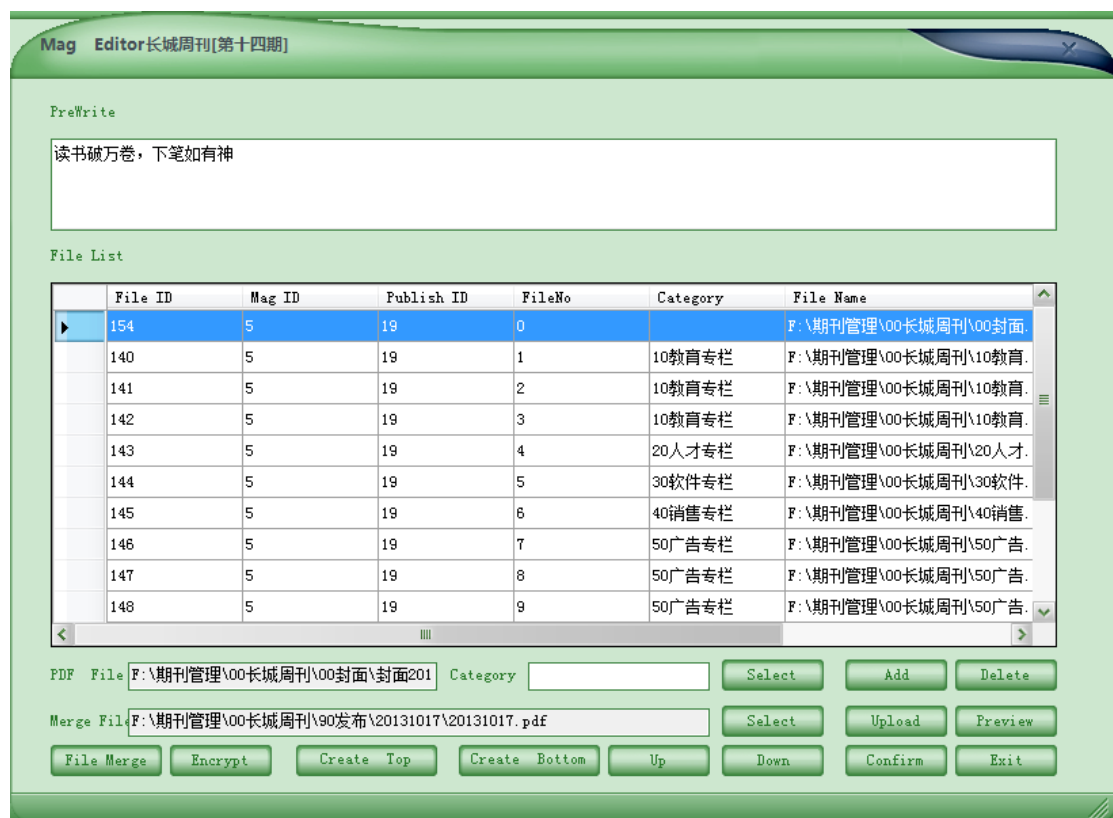 Mag Editor长城周刊[第十四期]
PreWrite
读书破万卷，下笔如有神
File List
File ID Mag ID Publish ID FileNo Category File Name
154 5 19 0 F:\期刊管理\00长城周刊\00封面.
140 5 19 1 10教育专栏 F:\期刊管理\00长城周刊\10教育.
141 5 19 2 10教育专栏 F:\期刊管理\00长城周刊\10教育.
142 5 19 3 10教育专栏 F:\期刊管理\00长城周刊\10教育.
143 5 19 4 20人才专栏 F:\期刊管理\00长城周刊\20人才.
144 5 19 5 30软件专栏 F:\期刊管理\00长城周刊\30软件.
145 5 19 6 40销售专栏 F:\期刊管理\00长城周刊\40销售.
146 5 19 7 50广告专栏 F:\期刊管理\00长城周刊\50广告.
147 5 19 8 50广告专栏 F:\期刊管理\00长城周刊\50广告.
148 5 19 9 50广告专栏 F:\期刊管理\00长城周刊\50广告.
PDF File F:\期刊管理\00长城周刊\00封面\封面201 Category Select Add Delete
Merge File F:\期刊管理\00长城周刊\90发布\20131017\20131017.pdf Select Upload Preview
File Merge Encrypt Create Top Create Bottom Up Down Confirm Exit